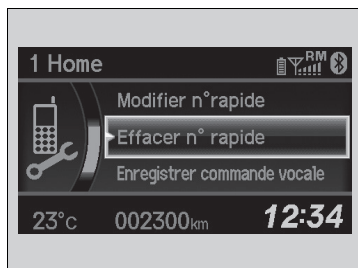 1 Home RM
Modifier n°rapide
Effacer n° rapide
Enregistrer commande vocale
23°c 002300km 12:34